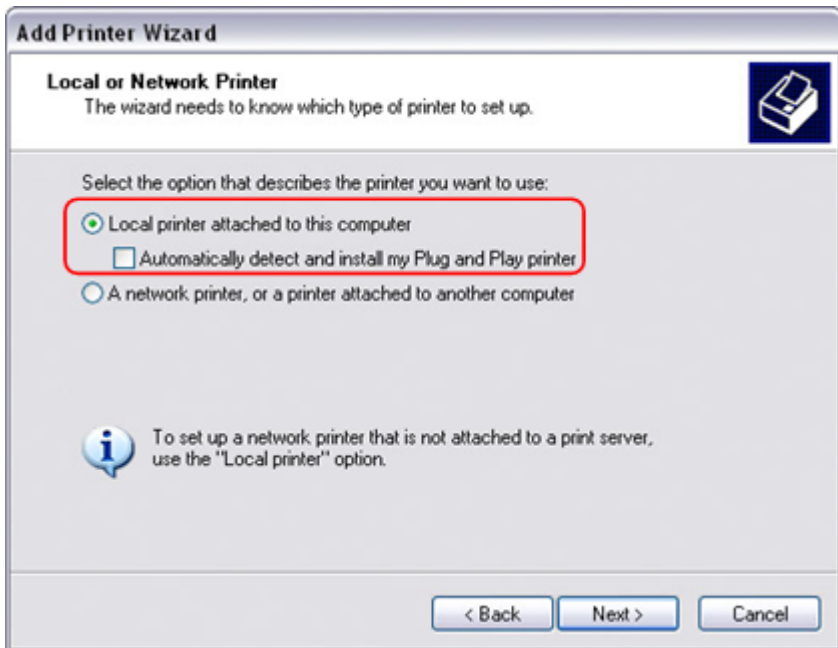 Add Printer Wizard
Local or Network Printer
The wizard needs to know which type of printer to set up.
Select the option that describes the printer you want to use:
Local printer attached to this computer
Automatically detect and install my Plug and Play printer
A network printer, or a printer attached to another computer
To set up a network printer that is not attached to a print server,
use the "Local printer" option.
< Back
Next >
Cancel